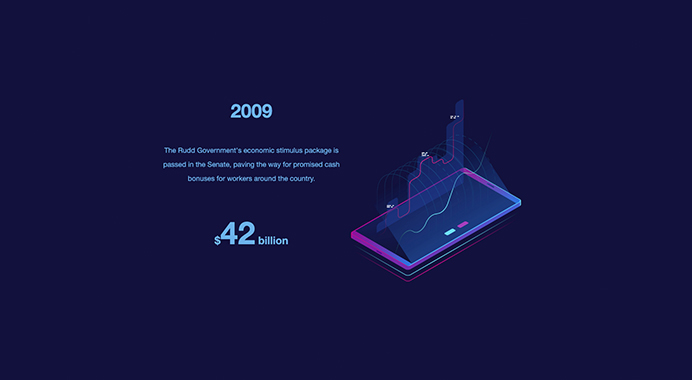 2009
The Rudd Government's economic stimulus package is
passed in the Senate, paving the way for promised cash
bonuses for workers around the country.
$42 billion